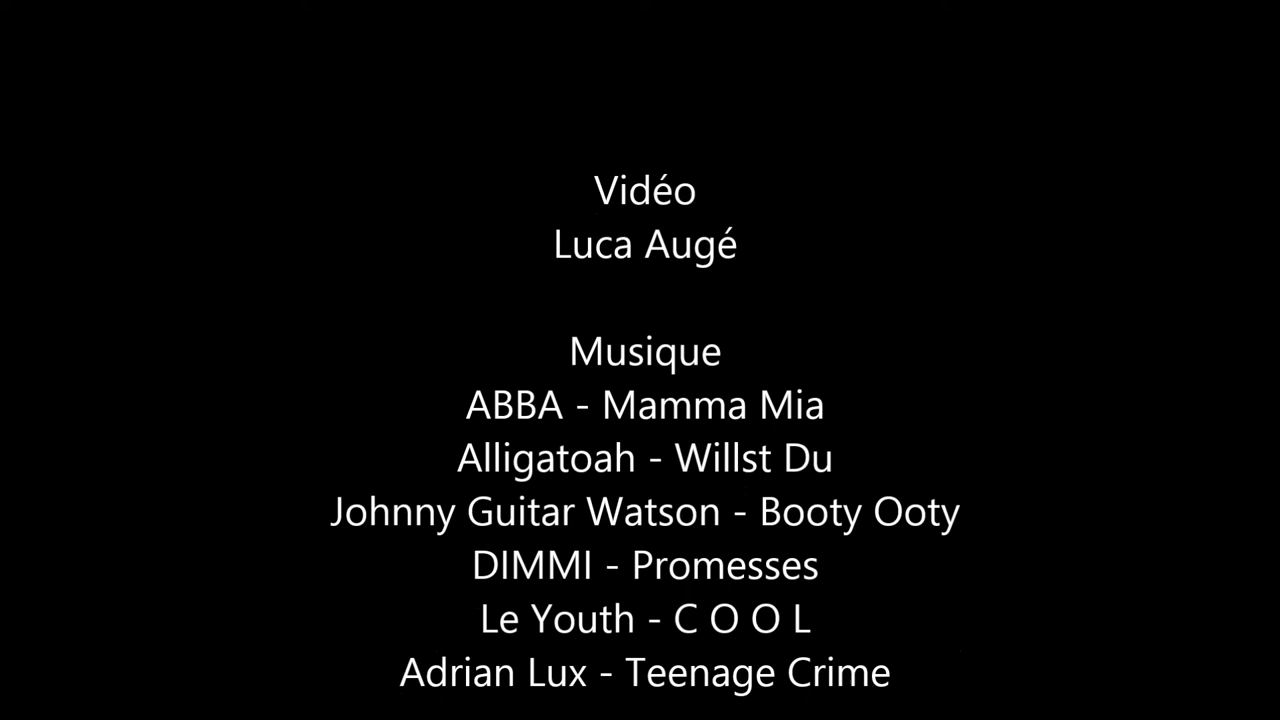 Vidéo
Luca Augé
Musique
ABBA - Mamma Mia
Alligatoah - Willst Du
Johnny Guitar Watson - Booty Ooty
DIMMI - Promesses
Le Youth - C O O L
Adrian Lux - Teenage Crime